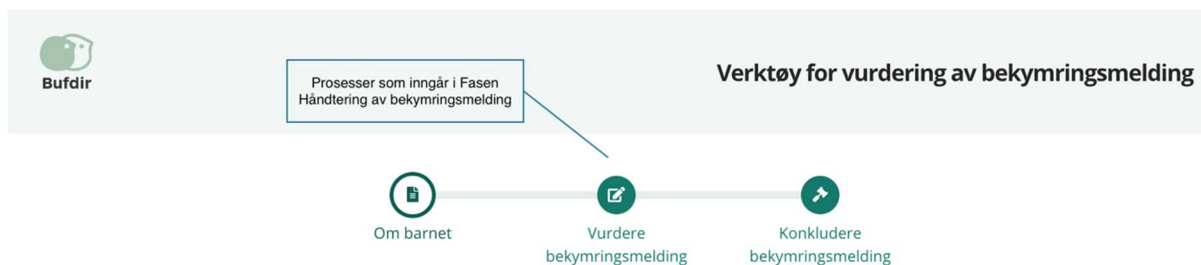 Bufdir
Prosesser som inngår i Fasen
Håndtering av bekymringsmelding
Verktøy for vurdering av bekymringsmelding
Om barnet
Vurdere
bekymringsmelding
Konkludere
bekymringsmelding